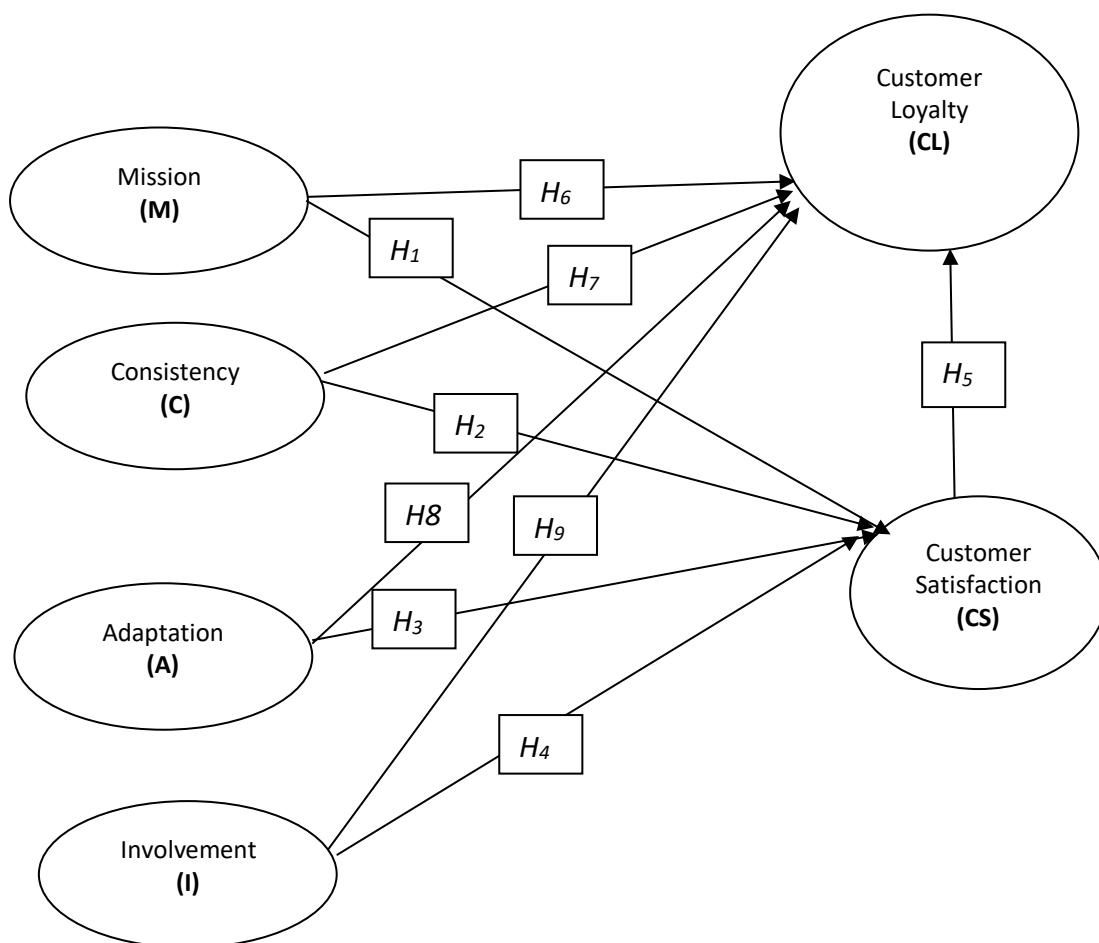 Customer
Loyalty
(CL)
Mission
(M)
H6
H1
H7
Consistency
(C)
H5
H2
H8
H9
Customer
Satisfaction
(CS)
Adaptation
(A)
H3
H4
Involvement
(I)